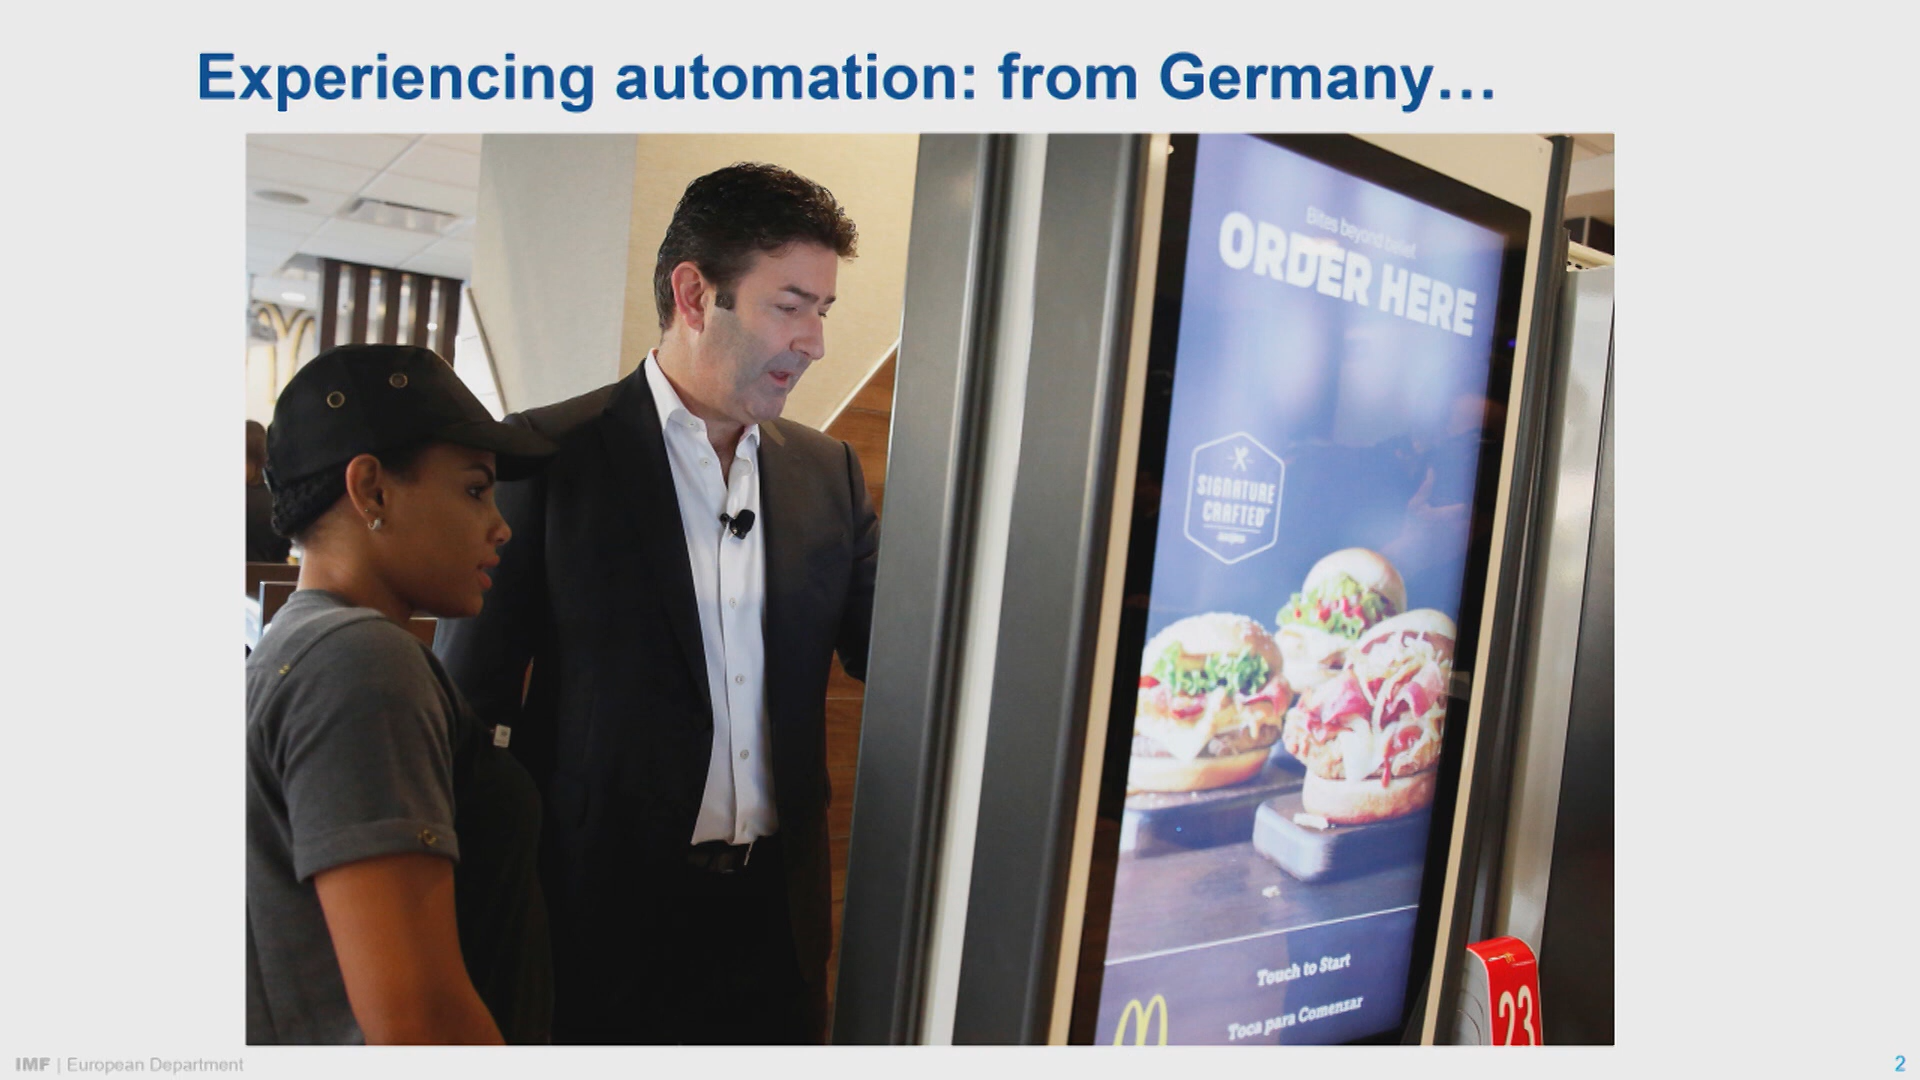 Experiencing automation: from Germany…
Bites beyond belief
ORDER HERE
SIGNATURE
CRAFTED™
Touch to Start
Toca para Comenzar
23
IMF | European Department
2